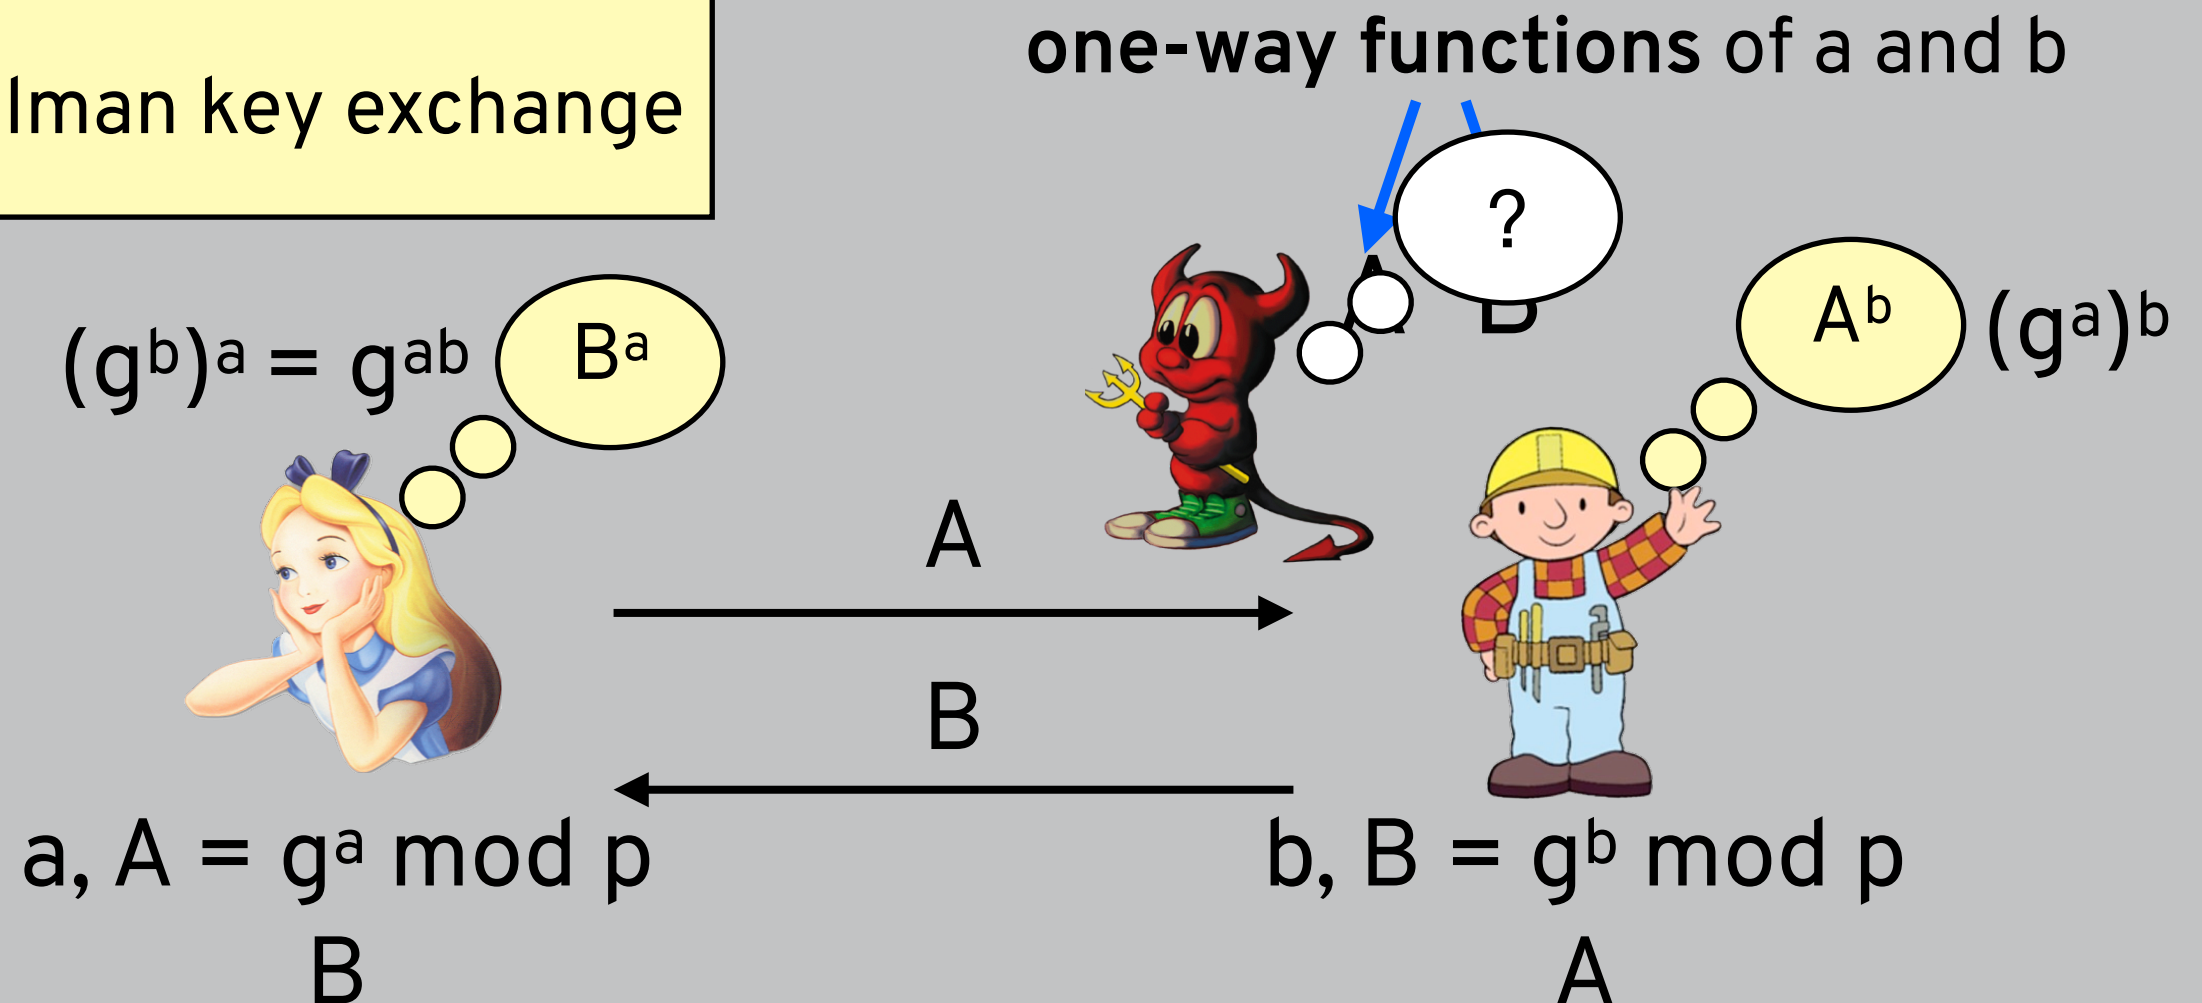 one-way functions of a and b
lman key exchange
?
A B
(gᵇ)ᵃ = gᵃᵇ
Bᵃ
Aᵇ
(gᵃ)ᵇ
A
B
a, A = gᵃ mod p
b, B = gᵇ mod p
B
A